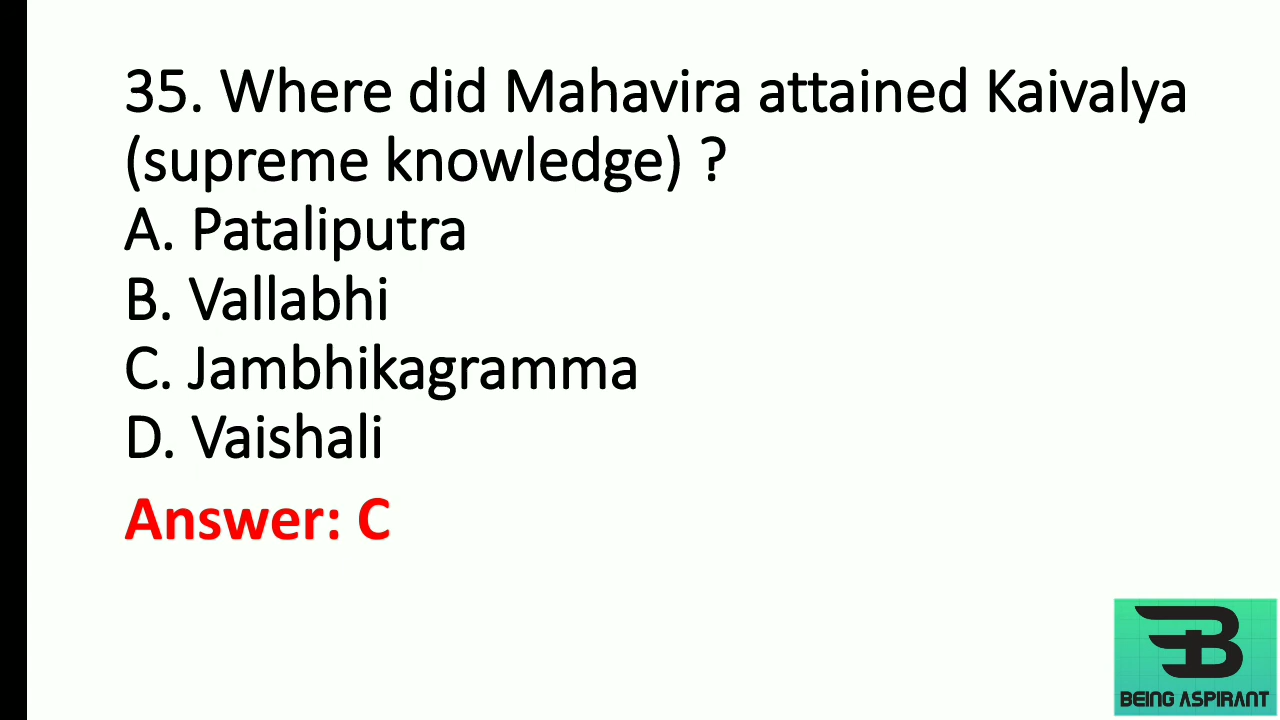 35. Where did Mahavira attained Kaivalya
(supreme knowledge) ?
A. Pataliputra
B. Vallabhi
C. Jambhikagramma
D. Vaishali
Answer: C
BEING ASPIRANT